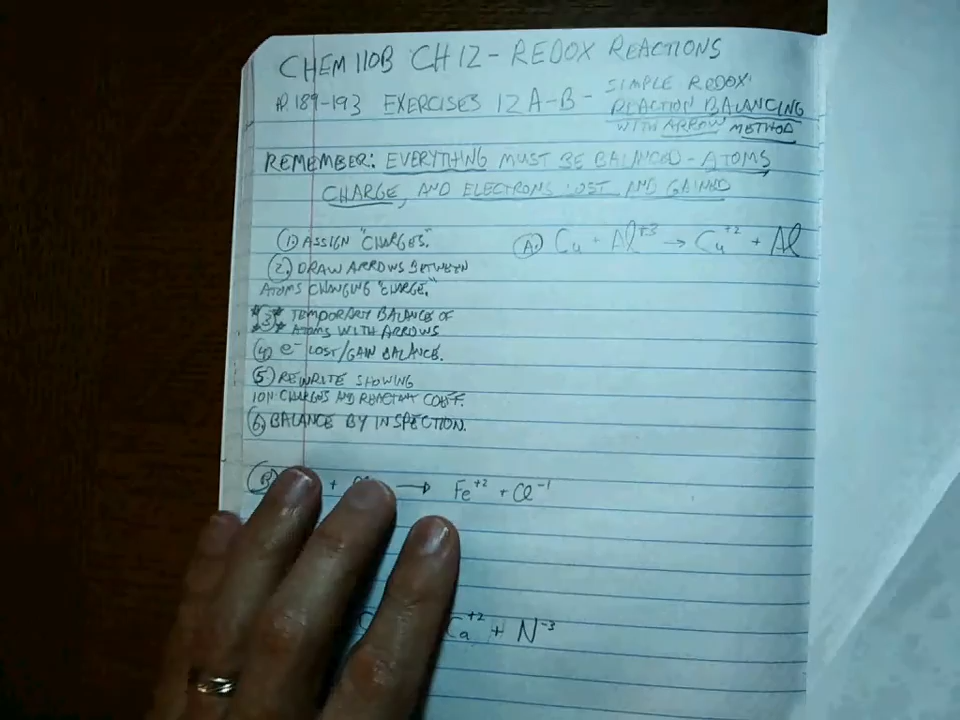 CHEM 110B CH 12 - REDOX REACTIONS
P. 189-193 EXERCISES 12 A-B - SIMPLE REDOX
REACTION BALANCING
WITH ARROW METHOD
REMEMBER: EVERYTHING MUST BE BALANCED - ATOMS,
CHARGE, AND ELECTRONS LOST AND GAINED
① ASSIGN "CHARGES."
② DRAW ARROWS BETWEEN
ATOMS CHANGING "CHARGE."
*③* TEMPORARY BALANCE OF
ATOMS WITH ARROWS
④ e⁻ LOST/GAIN BALANCE.
⑤ REWRITE SHOWING
ION CHARGES AND REACTANT COEFF.
⑥ BALANCE BY INSPECTION.
Ⓐ Cu + Al⁺³ → Cu⁺² + Al
Ⓑ + → Fe⁺² + Cl⁻¹
Ca⁺² + N⁻³